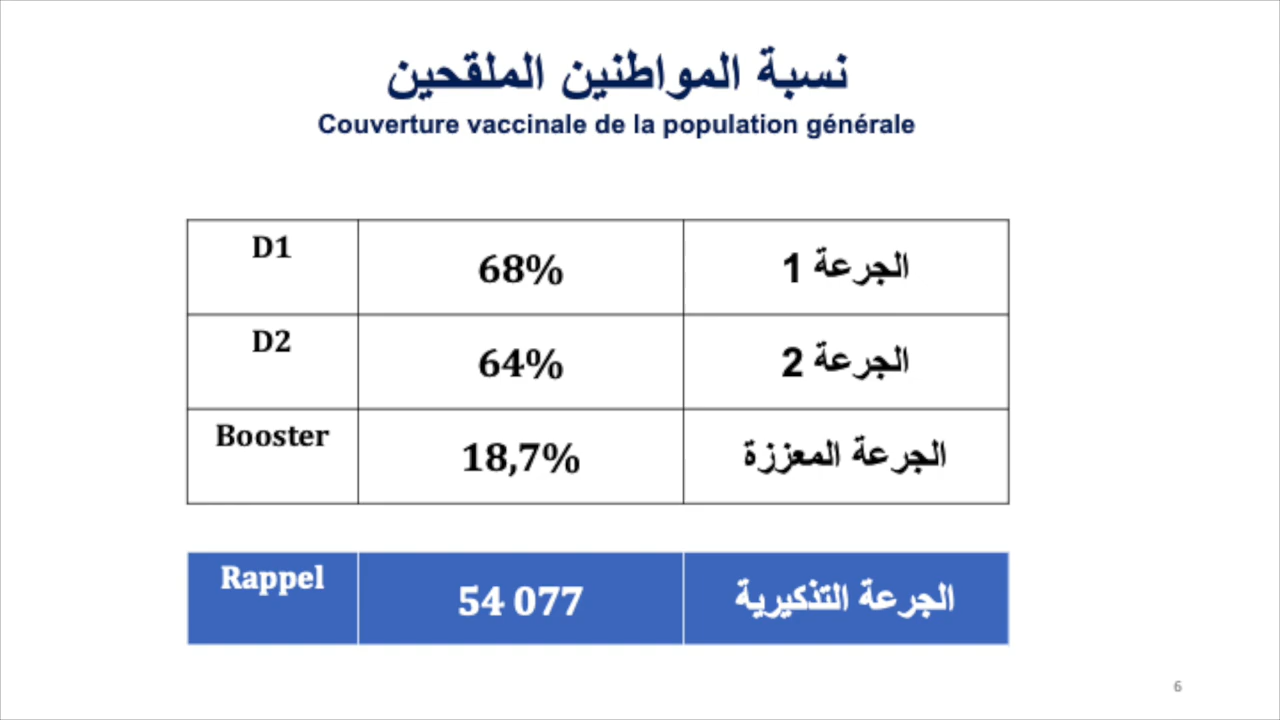 نسبة المواطنين الملقحين
Couverture vaccinale de la population générale
D1 68% الجرعة 1
D2 64% الجرعة 2
Booster 18,7% الجرعة المعززة
Rappel 54 077 الجرعة التذكيرية
6